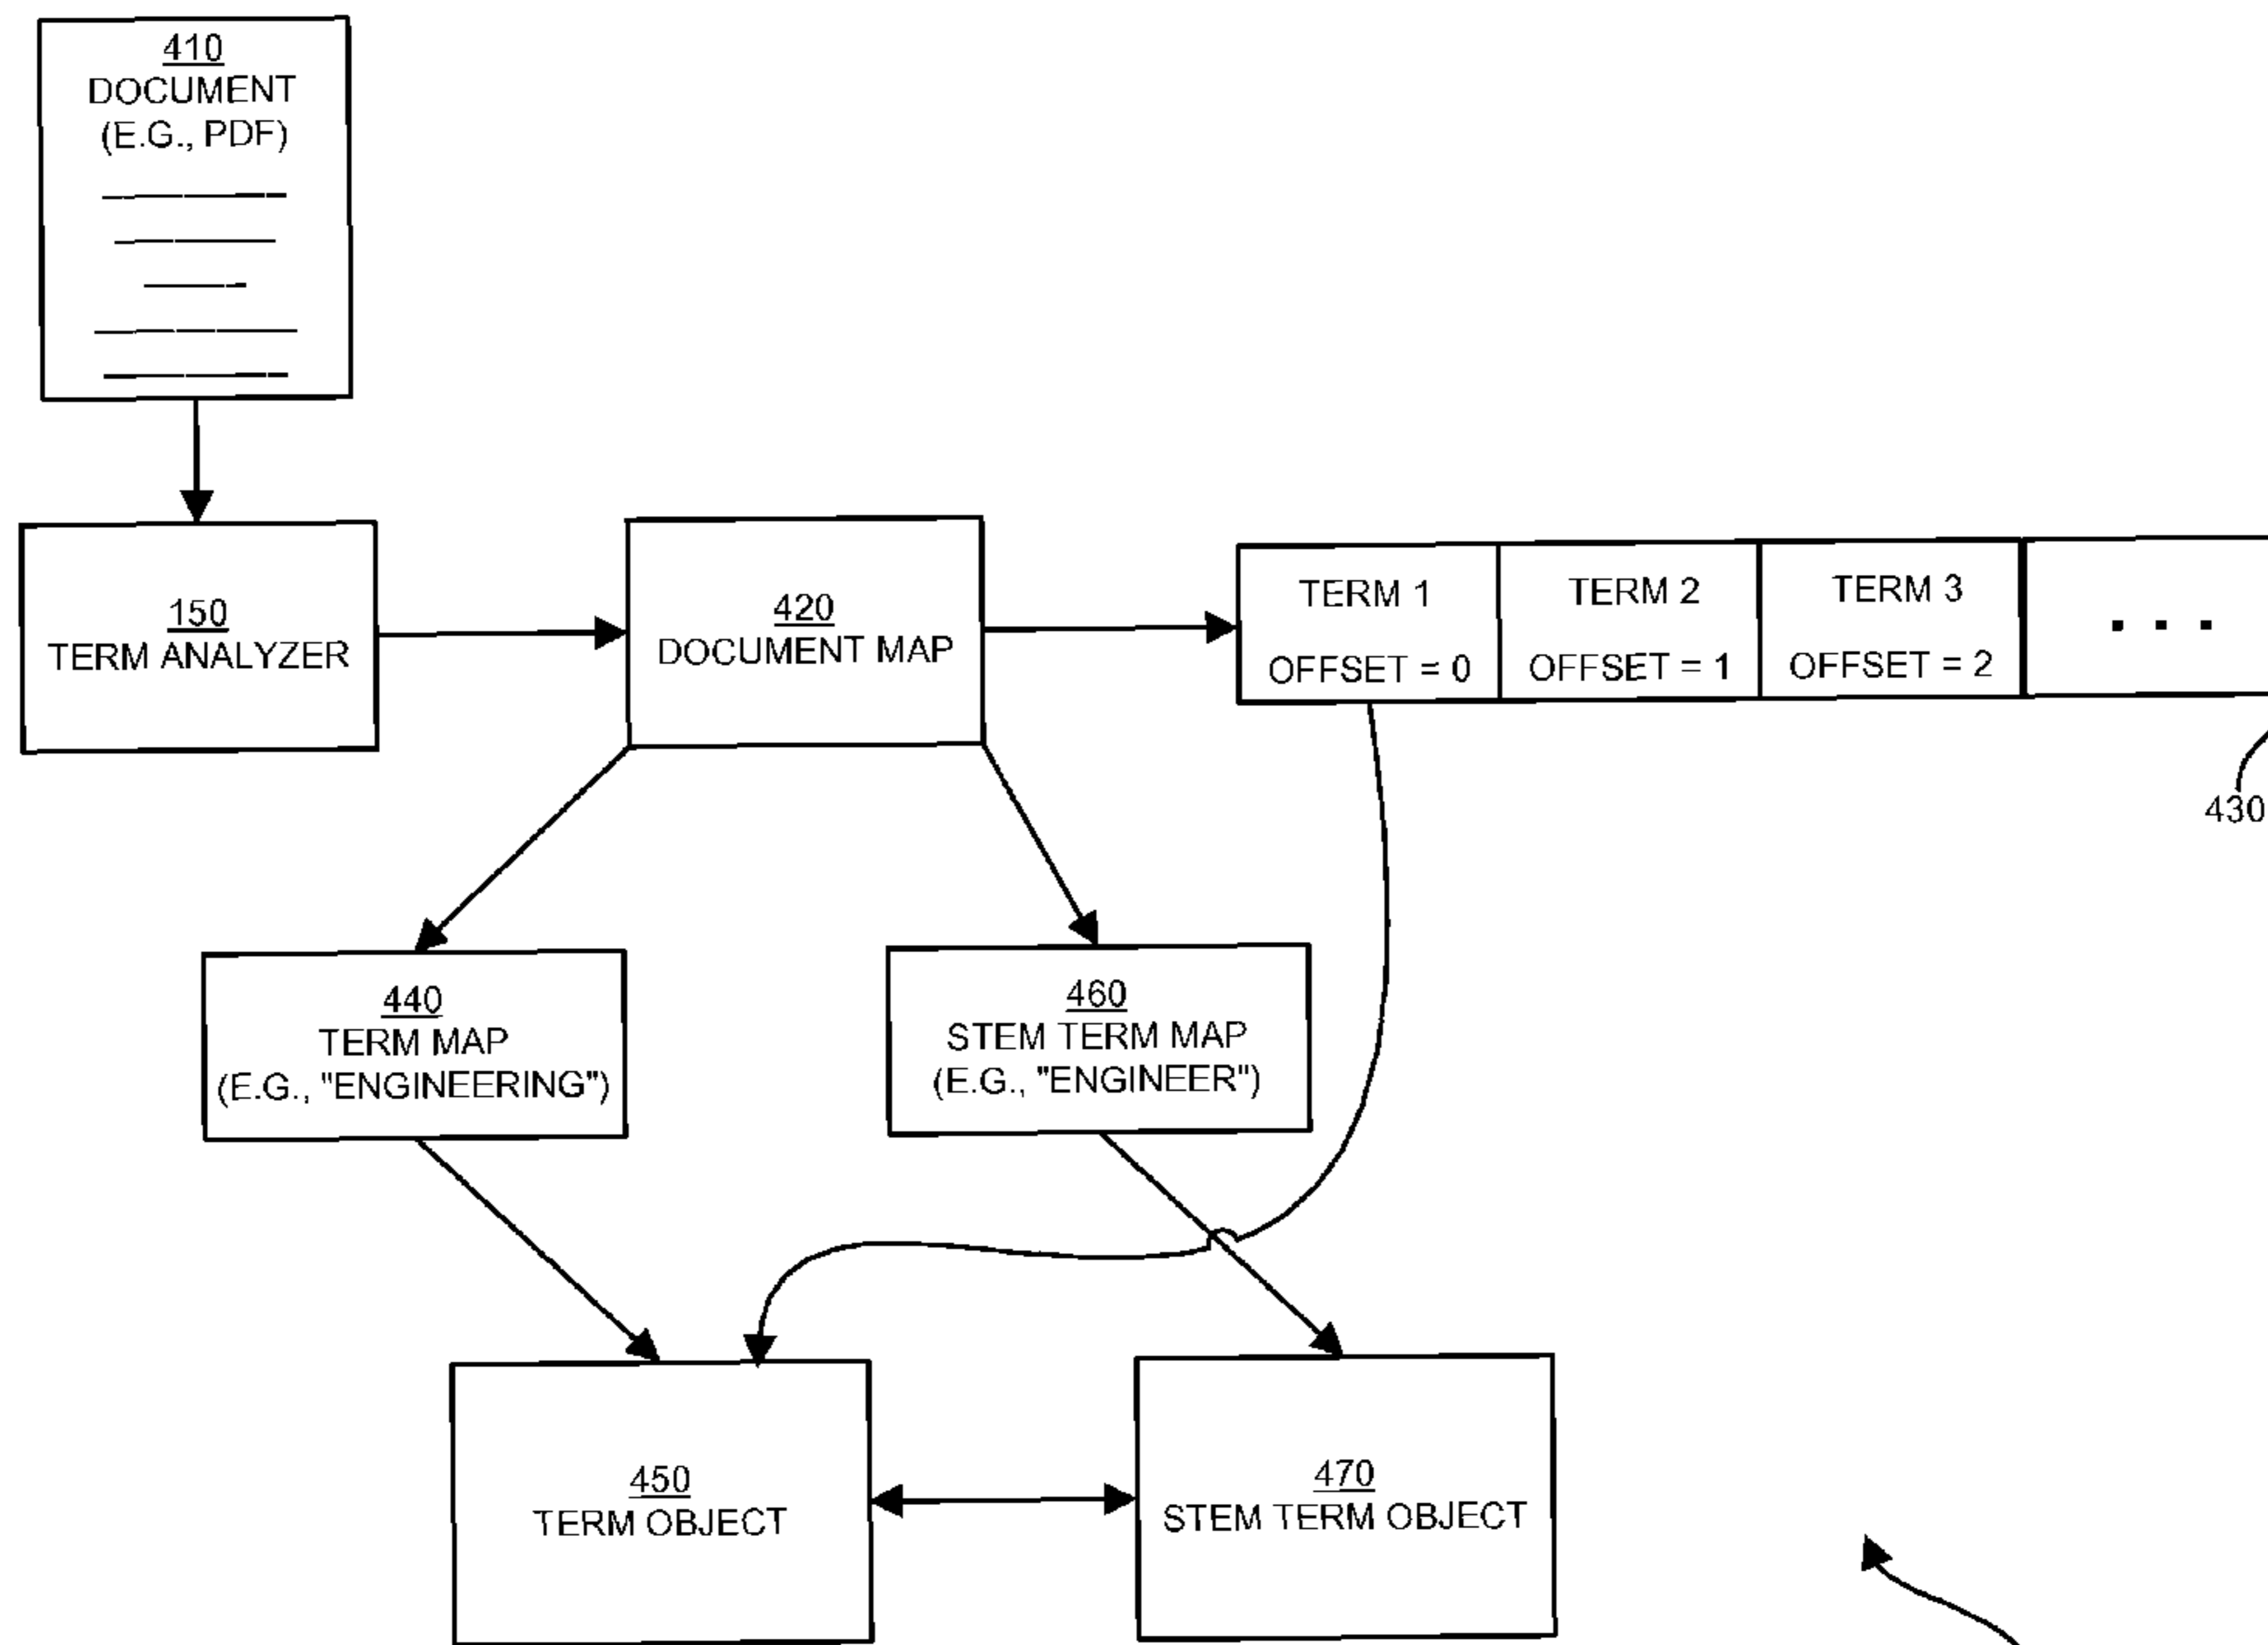 410
DOCUMENT
(E.G., PDF)
150
TERM ANALYZER
420
DOCUMENT MAP
TERM 1
OFFSET = 0
TERM 2
OFFSET = 1
TERM 3
OFFSET = 2
. . .
430
440
TERM MAP
(E.G., "ENGINEERING")
460
STEM TERM MAP
(E.G., "ENGINEER")
450
TERM OBJECT
470
STEM TERM OBJECT